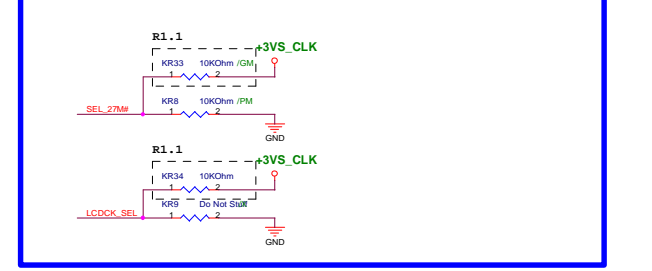 R1.1
+3VS_CLK
KR33 10KOhm /GM
1 2
KR8 10KOhm /PM
SEL_27M# 1 2
GND
R1.1
+3VS_CLK
KR34 10KOhm
1 2
KR9 Do Not Stuff
LCDCK_SEL 1 2
GND